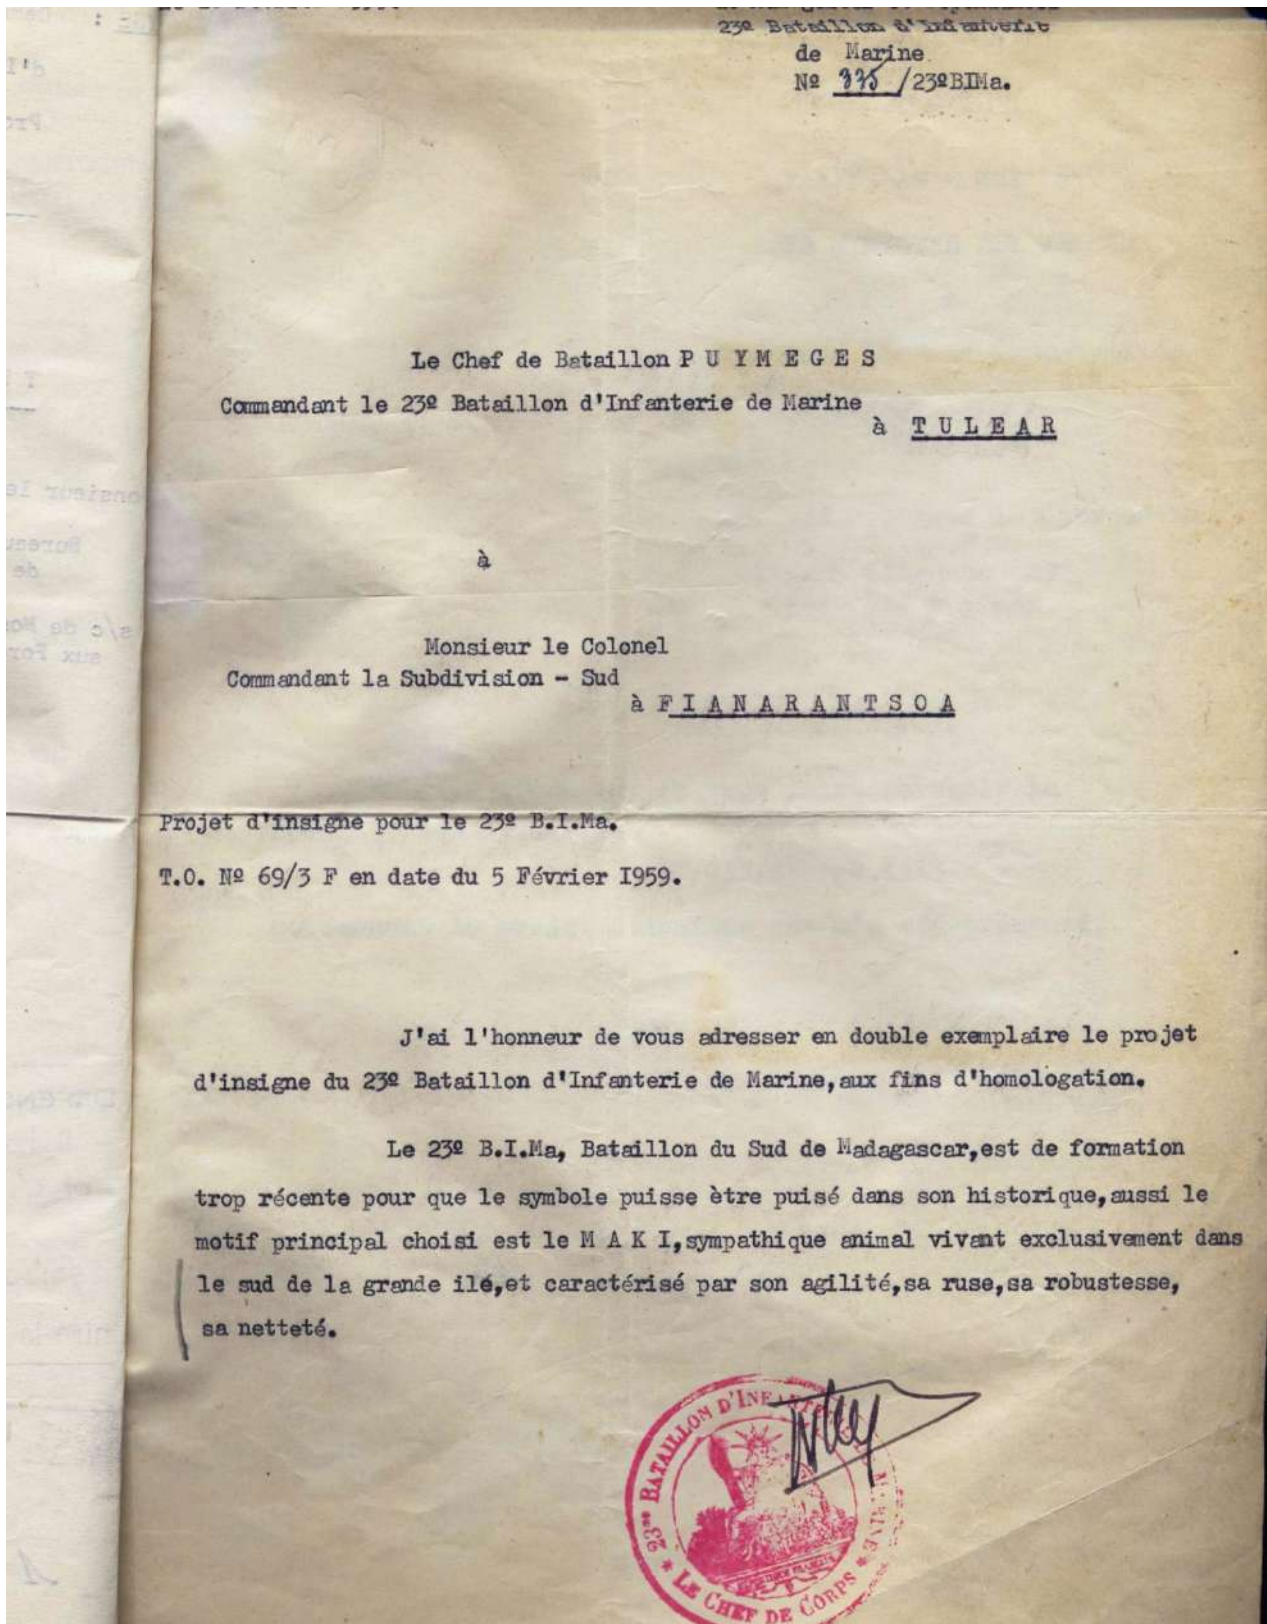 23º Bataillon d'Infanterie
de Marine
Nº 335 /23ºBIMa.
Le Chef de Bataillon P U Y M E G E S
Commandant le 23º Bataillon d'Infanterie de Marine
à T U L E A R
à
Monsieur le Colonel
Commandant la Subdivision - Sud
à F I A N A R A N T S O A
Projet d'insigne pour le 23º B.I.Ma.
T.O. Nº 69/3 F en date du 5 Février I959.
J'ai l'honneur de vous adresser en double exemplaire le projet
d'insigne du 23º Bataillon d'Infanterie de Marine,aux fins d'homologation.
Le 23º B.I.Ma, Bataillon du Sud de Madagascar,est de formation
trop récente pour que le symbole puisse ètre puisé dans son historique,aussi le
motif principal choisi est le M A K I,sympathique animal vivant exclusivement dans
le sud de la grande ilé,et caractérisé par son agilité,sa ruse,sa robustesse,
sa netteté.
23me BATAILLON D'INFANTERIE MARINE
* LE CHEF DE CORPS *